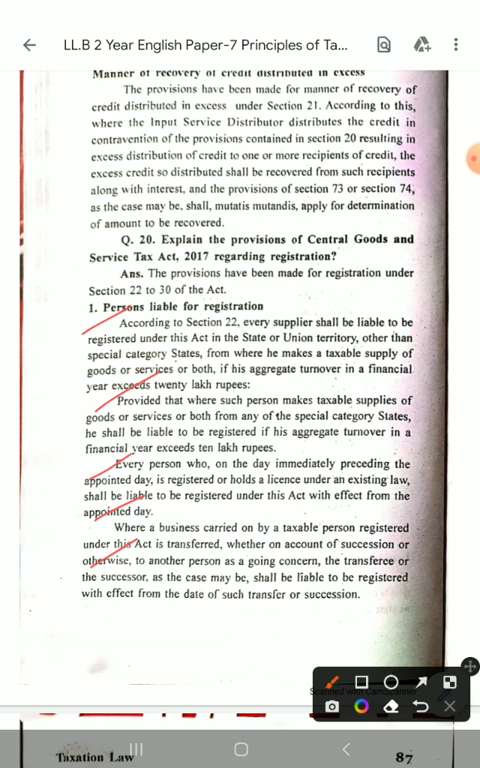 LL.B 2 Year English Paper-7 Principles of Ta...
Manner of recovery of credit distributed in excess
The provisions have been made for manner of recovery of
credit distributed in excess under Section 21. According to this,
where the Input Service Distributor distributes the credit in
contravention of the provisions contained in section 20 resulting in
excess distribution of credit to one or more recipients of credit, the
excess credit so distributed shall be recovered from such recipients
along with interest, and the provisions of section 73 or section 74,
as the case may be, shall, mutatis mutandis, apply for determination
of amount to be recovered.
Q. 20. Explain the provisions of Central Goods and
Service Tax Act, 2017 regarding registration?
Ans. The provisions have been made for registration under
Section 22 to 30 of the Act.
1. Persons liable for registration
According to Section 22, every supplier shall be liable to be
registered under this Act in the State or Union territory, other than
special category States, from where he makes a taxable supply of
goods or services or both, if his aggregate turnover in a financial
year exceeds twenty lakh rupees:
Provided that where such person makes taxable supplies of
goods or services or both from any of the special category States,
he shall be liable to be registered if his aggregate turnover in a
financial year exceeds ten lakh rupees.
Every person who, on the day immediately preceding the
appointed day, is registered or holds a licence under an existing law,
shall be liable to be registered under this Act with effect from the
appointed day.
Where a business carried on by a taxable person registered
under this Act is transferred, whether on account of succession or
otherwise, to another person as a going concern, the transferee or
the successor, as the case may be, shall be liable to be registered
with effect from the date of such transfer or succession.
Scanned with CamScanner
Taxation Law 87